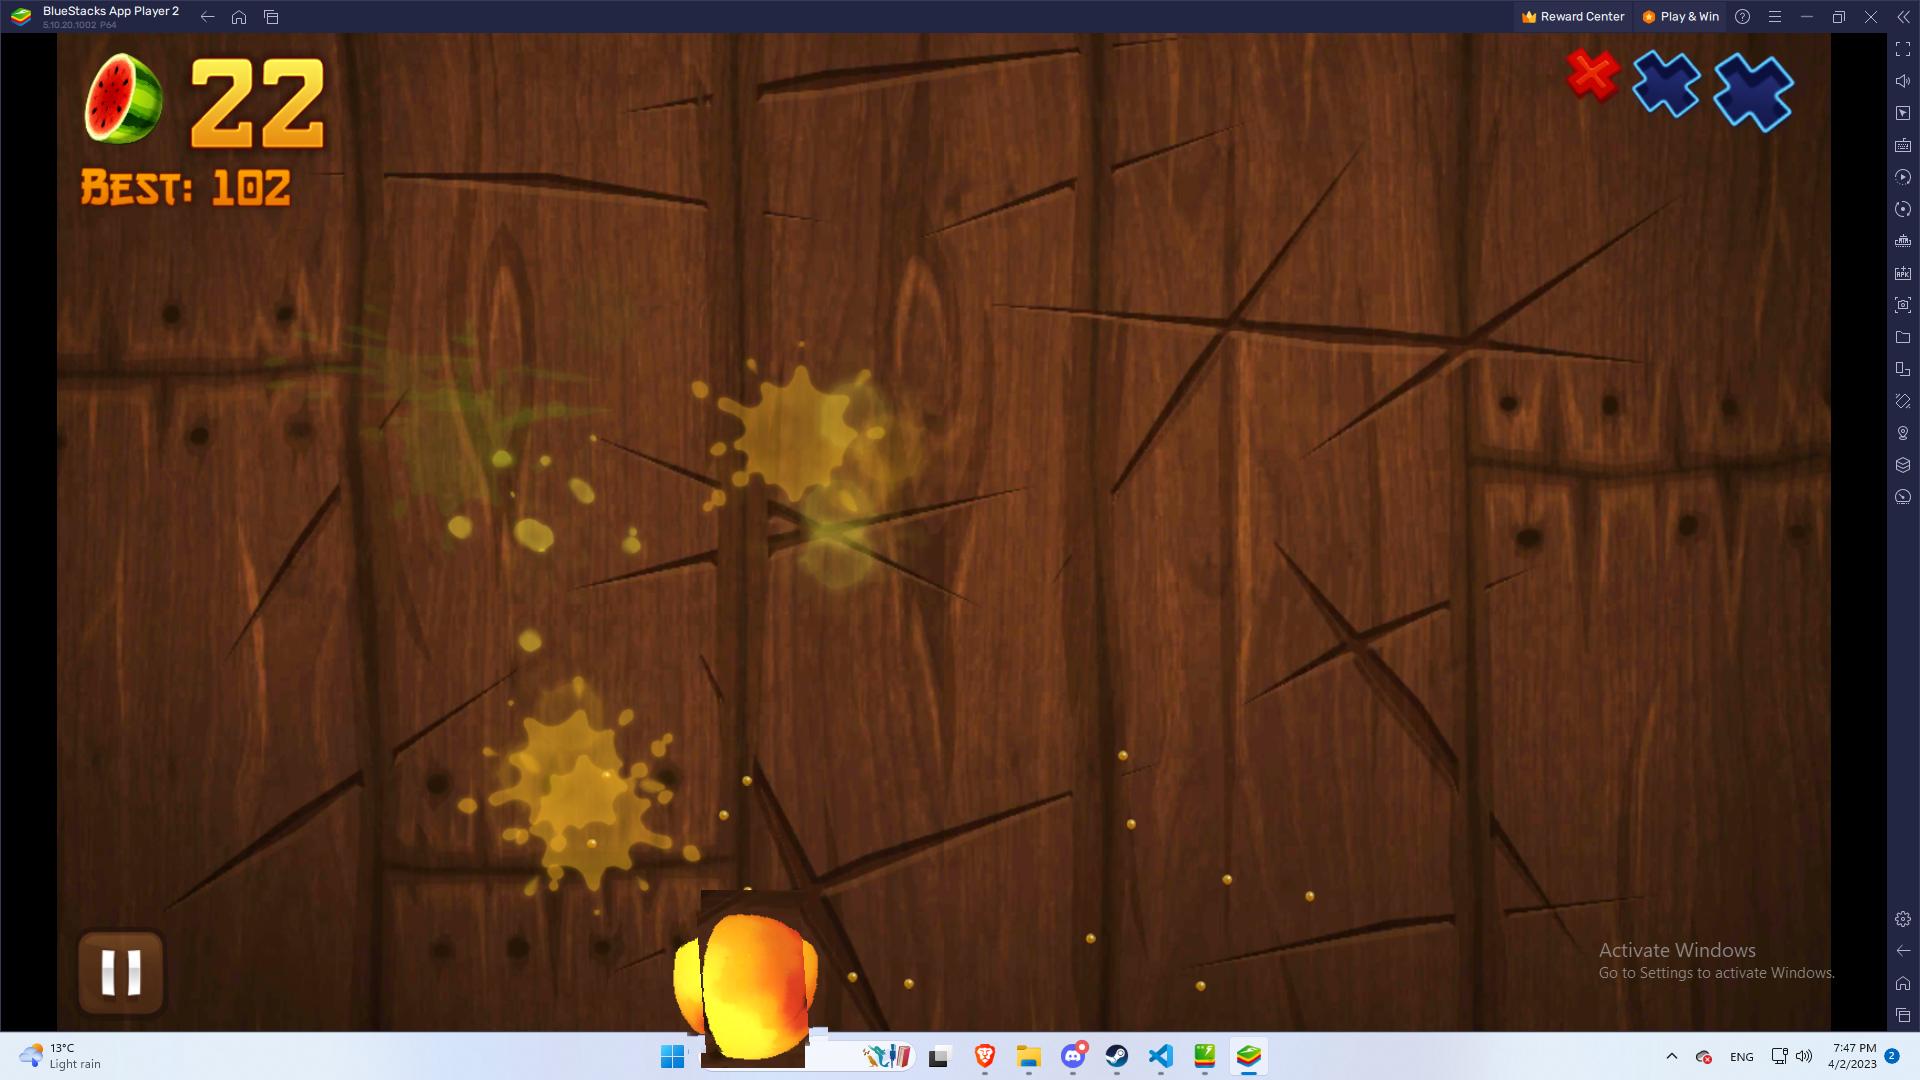 BlueStacks App Player 2
5.10.20.1002 P64
Reward Center
Play & Win
22
BEST: 102
APK
Activate Windows
Go to Settings to activate Windows.
13°C
Light rain
ENG
7:47 PM
4/2/2023
2